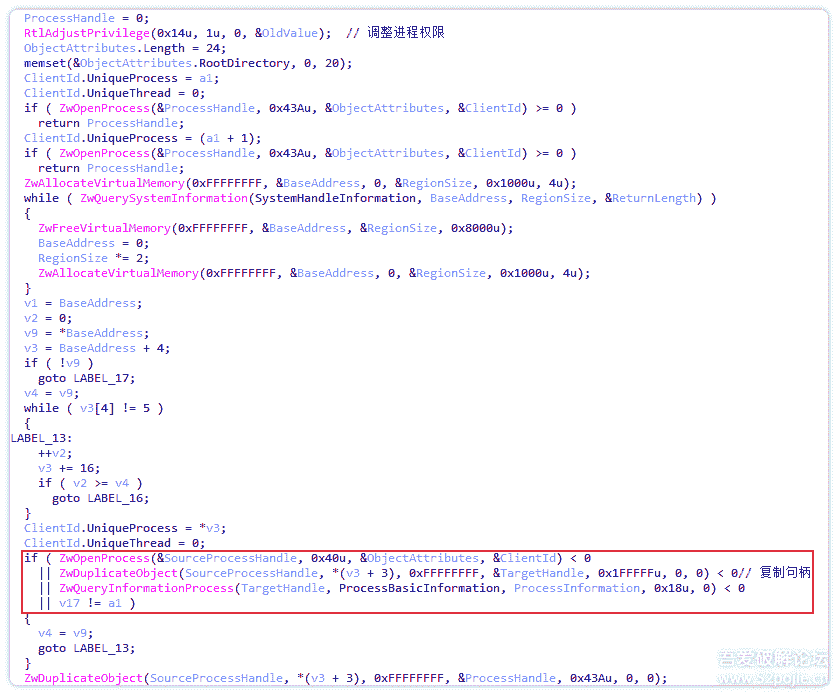 ProcessHandle = 0;
RtlAdjustPrivilege(0x14u, 1u, 0, &OldValue);  // 调整进程权限
ObjectAttributes.Length = 24;
memset(&ObjectAttributes.RootDirectory, 0, 20);
ClientId.UniqueProcess = a1;
ClientId.UniqueThread = 0;
if ( ZwOpenProcess(&ProcessHandle, 0x43Au, &ObjectAttributes, &ClientId) >= 0 )
  return ProcessHandle;
ClientId.UniqueProcess = (a1 + 1);
if ( ZwOpenProcess(&ProcessHandle, 0x43Au, &ObjectAttributes, &ClientId) >= 0 )
  return ProcessHandle;
ZwAllocateVirtualMemory(0xFFFFFFFF, &BaseAddress, 0, &RegionSize, 0x1000u, 4u);
while ( ZwQuerySystemInformation(SystemHandleInformation, BaseAddress, RegionSize, &ReturnLength) )
{
  ZwFreeVirtualMemory(0xFFFFFFFF, &BaseAddress, &RegionSize, 0x8000u);
  BaseAddress = 0;
  RegionSize *= 2;
  ZwAllocateVirtualMemory(0xFFFFFFFF, &BaseAddress, 0, &RegionSize, 0x1000u, 4u);
}
v1 = BaseAddress;
v2 = 0;
v9 = *BaseAddress;
v3 = BaseAddress + 4;
if ( !v9 )
  goto LABEL_17;
v4 = v9;
while ( v3[4] != 5 )
{
LABEL_13:
  ++v2;
  v3 += 16;
  if ( v2 >= v4 )
    goto LABEL_16;
}
ClientId.UniqueProcess = *v3;
ClientId.UniqueThread = 0;
if ( ZwOpenProcess(&SourceProcessHandle, 0x40u, &ObjectAttributes, &ClientId) < 0
  || ZwDuplicateObject(SourceProcessHandle, *(v3 + 3), 0xFFFFFFFF, &TargetHandle, 0x1FFFFFu, 0, 0) < 0// 复制句柄
  || ZwQueryInformationProcess(TargetHandle, ProcessBasicInformation, ProcessInformation, 0x18u, 0) < 0
  || v17 != a1 )
{
  v4 = v9;
  goto LABEL_13;
}
ZwDuplicateObject(SourceProcessHandle, *(v3 + 3), 0xFFFFFFFF, &ProcessHandle, 0x43Au, 0, 0);
吾爱破解论坛
www.52pojie.cn